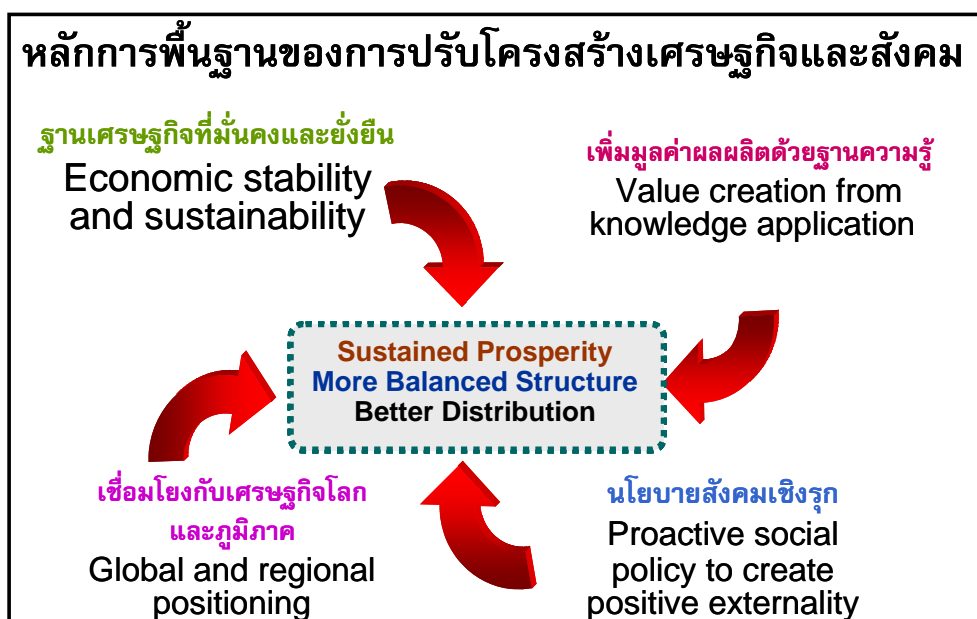 หลักการพื้นฐานของการปรับโครงสร้างเศรษฐกิจและสังคม
ฐานเศรษฐกิจที่มั่นคงและยั่งยืน
Economic stability
and sustainability
เพิ่มมูลค่าผลผลิตด้วยฐานความรู้
Value creation from
knowledge application
Sustained Prosperity
More Balanced Structure
Better Distribution
เชื่อมโยงกับเศรษฐกิจโลก
และภูมิภาค
Global and regional
positioning
นโยบายสังคมเชิงรุก
Proactive social
policy to create
positive externality